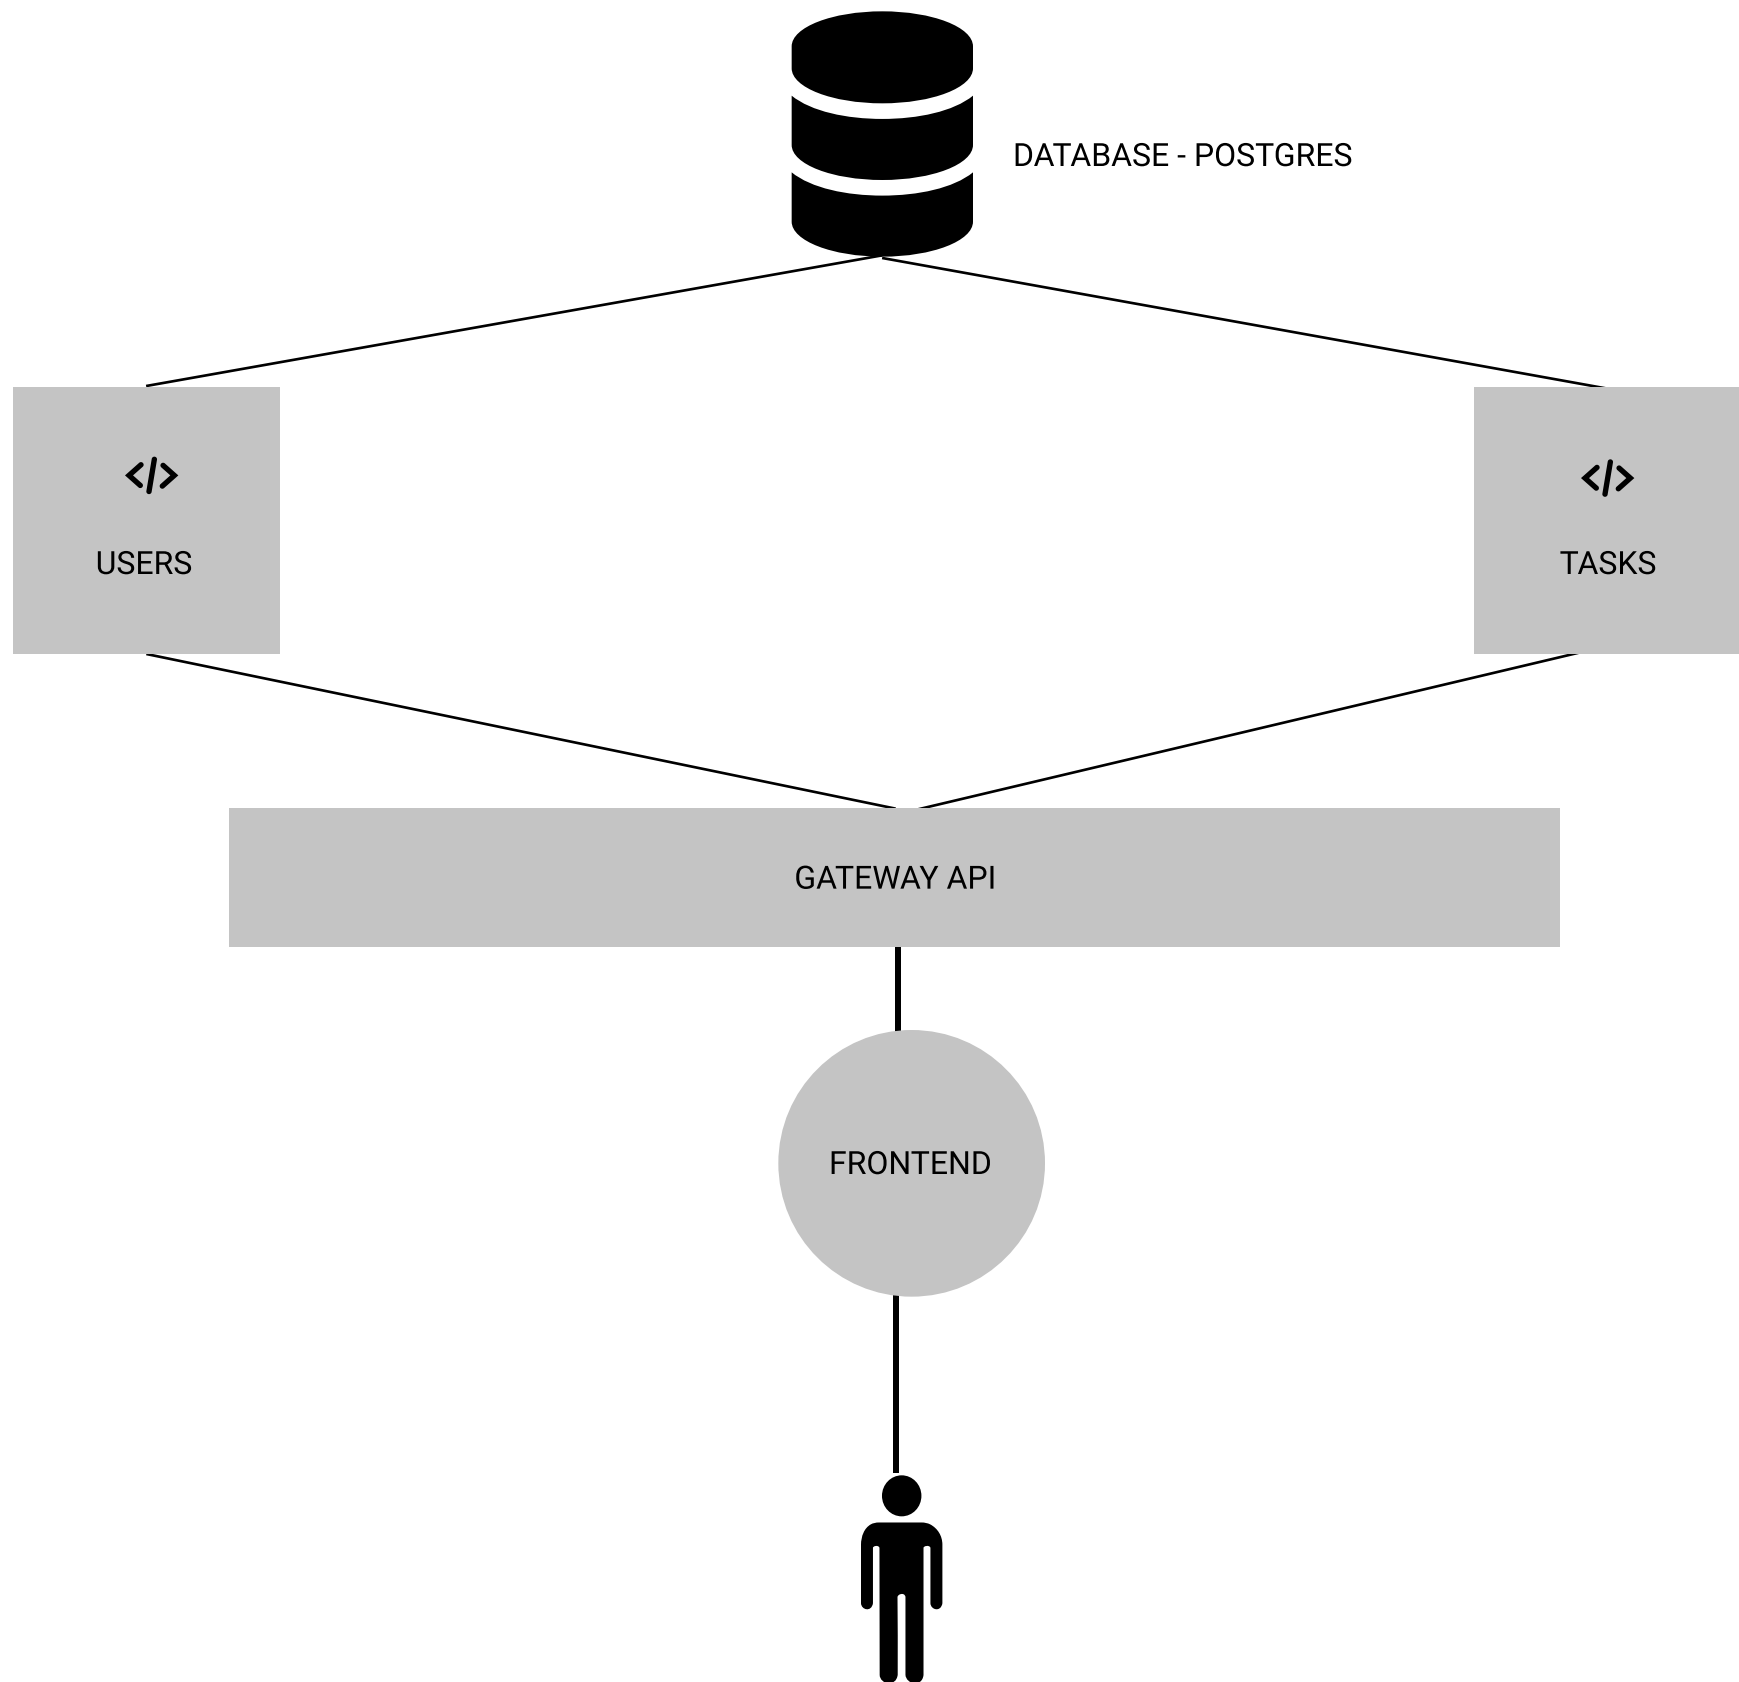 DATABASE - POSTGRES
</>
</>
USERS
TASKS
GATEWAY API
FRONTEND